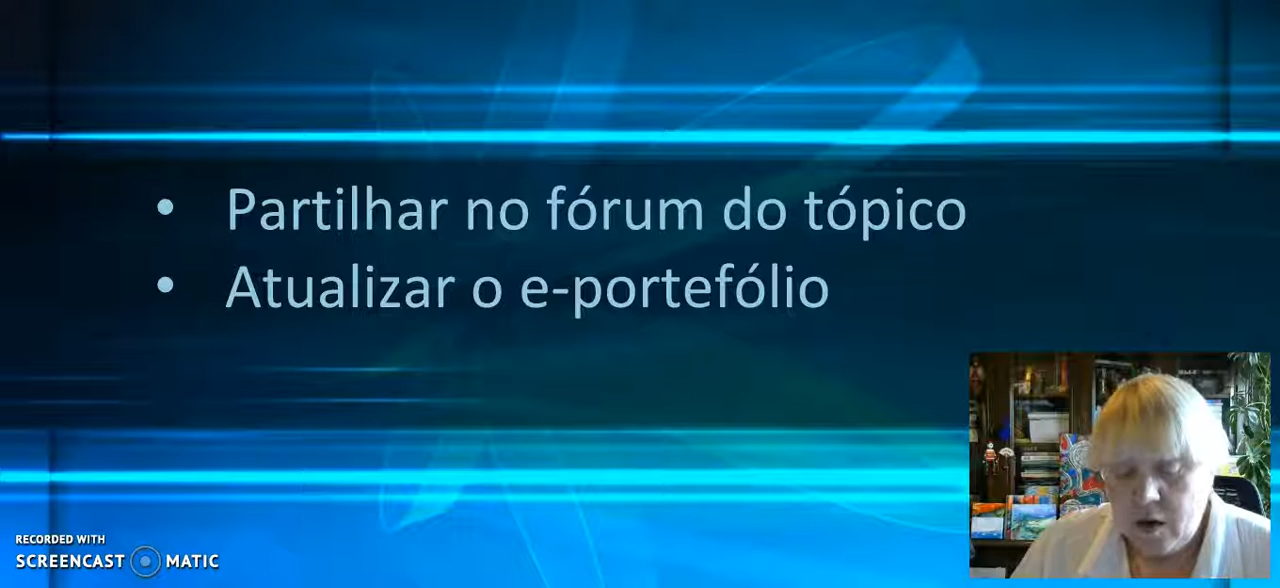 • Partilhar no fórum do tópico
• Atualizar o e-portefólio
RECORDED WITH
SCREENCAST MATIC